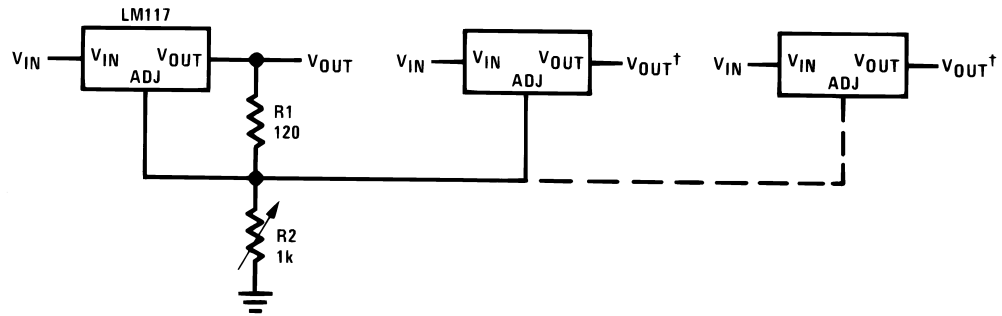 LM117
VIN VIN VOUT VOUT
ADJ
VIN VIN VOUT VOUT†
ADJ
VIN VIN VOUT VOUT†
ADJ
R1
120
R2
1k